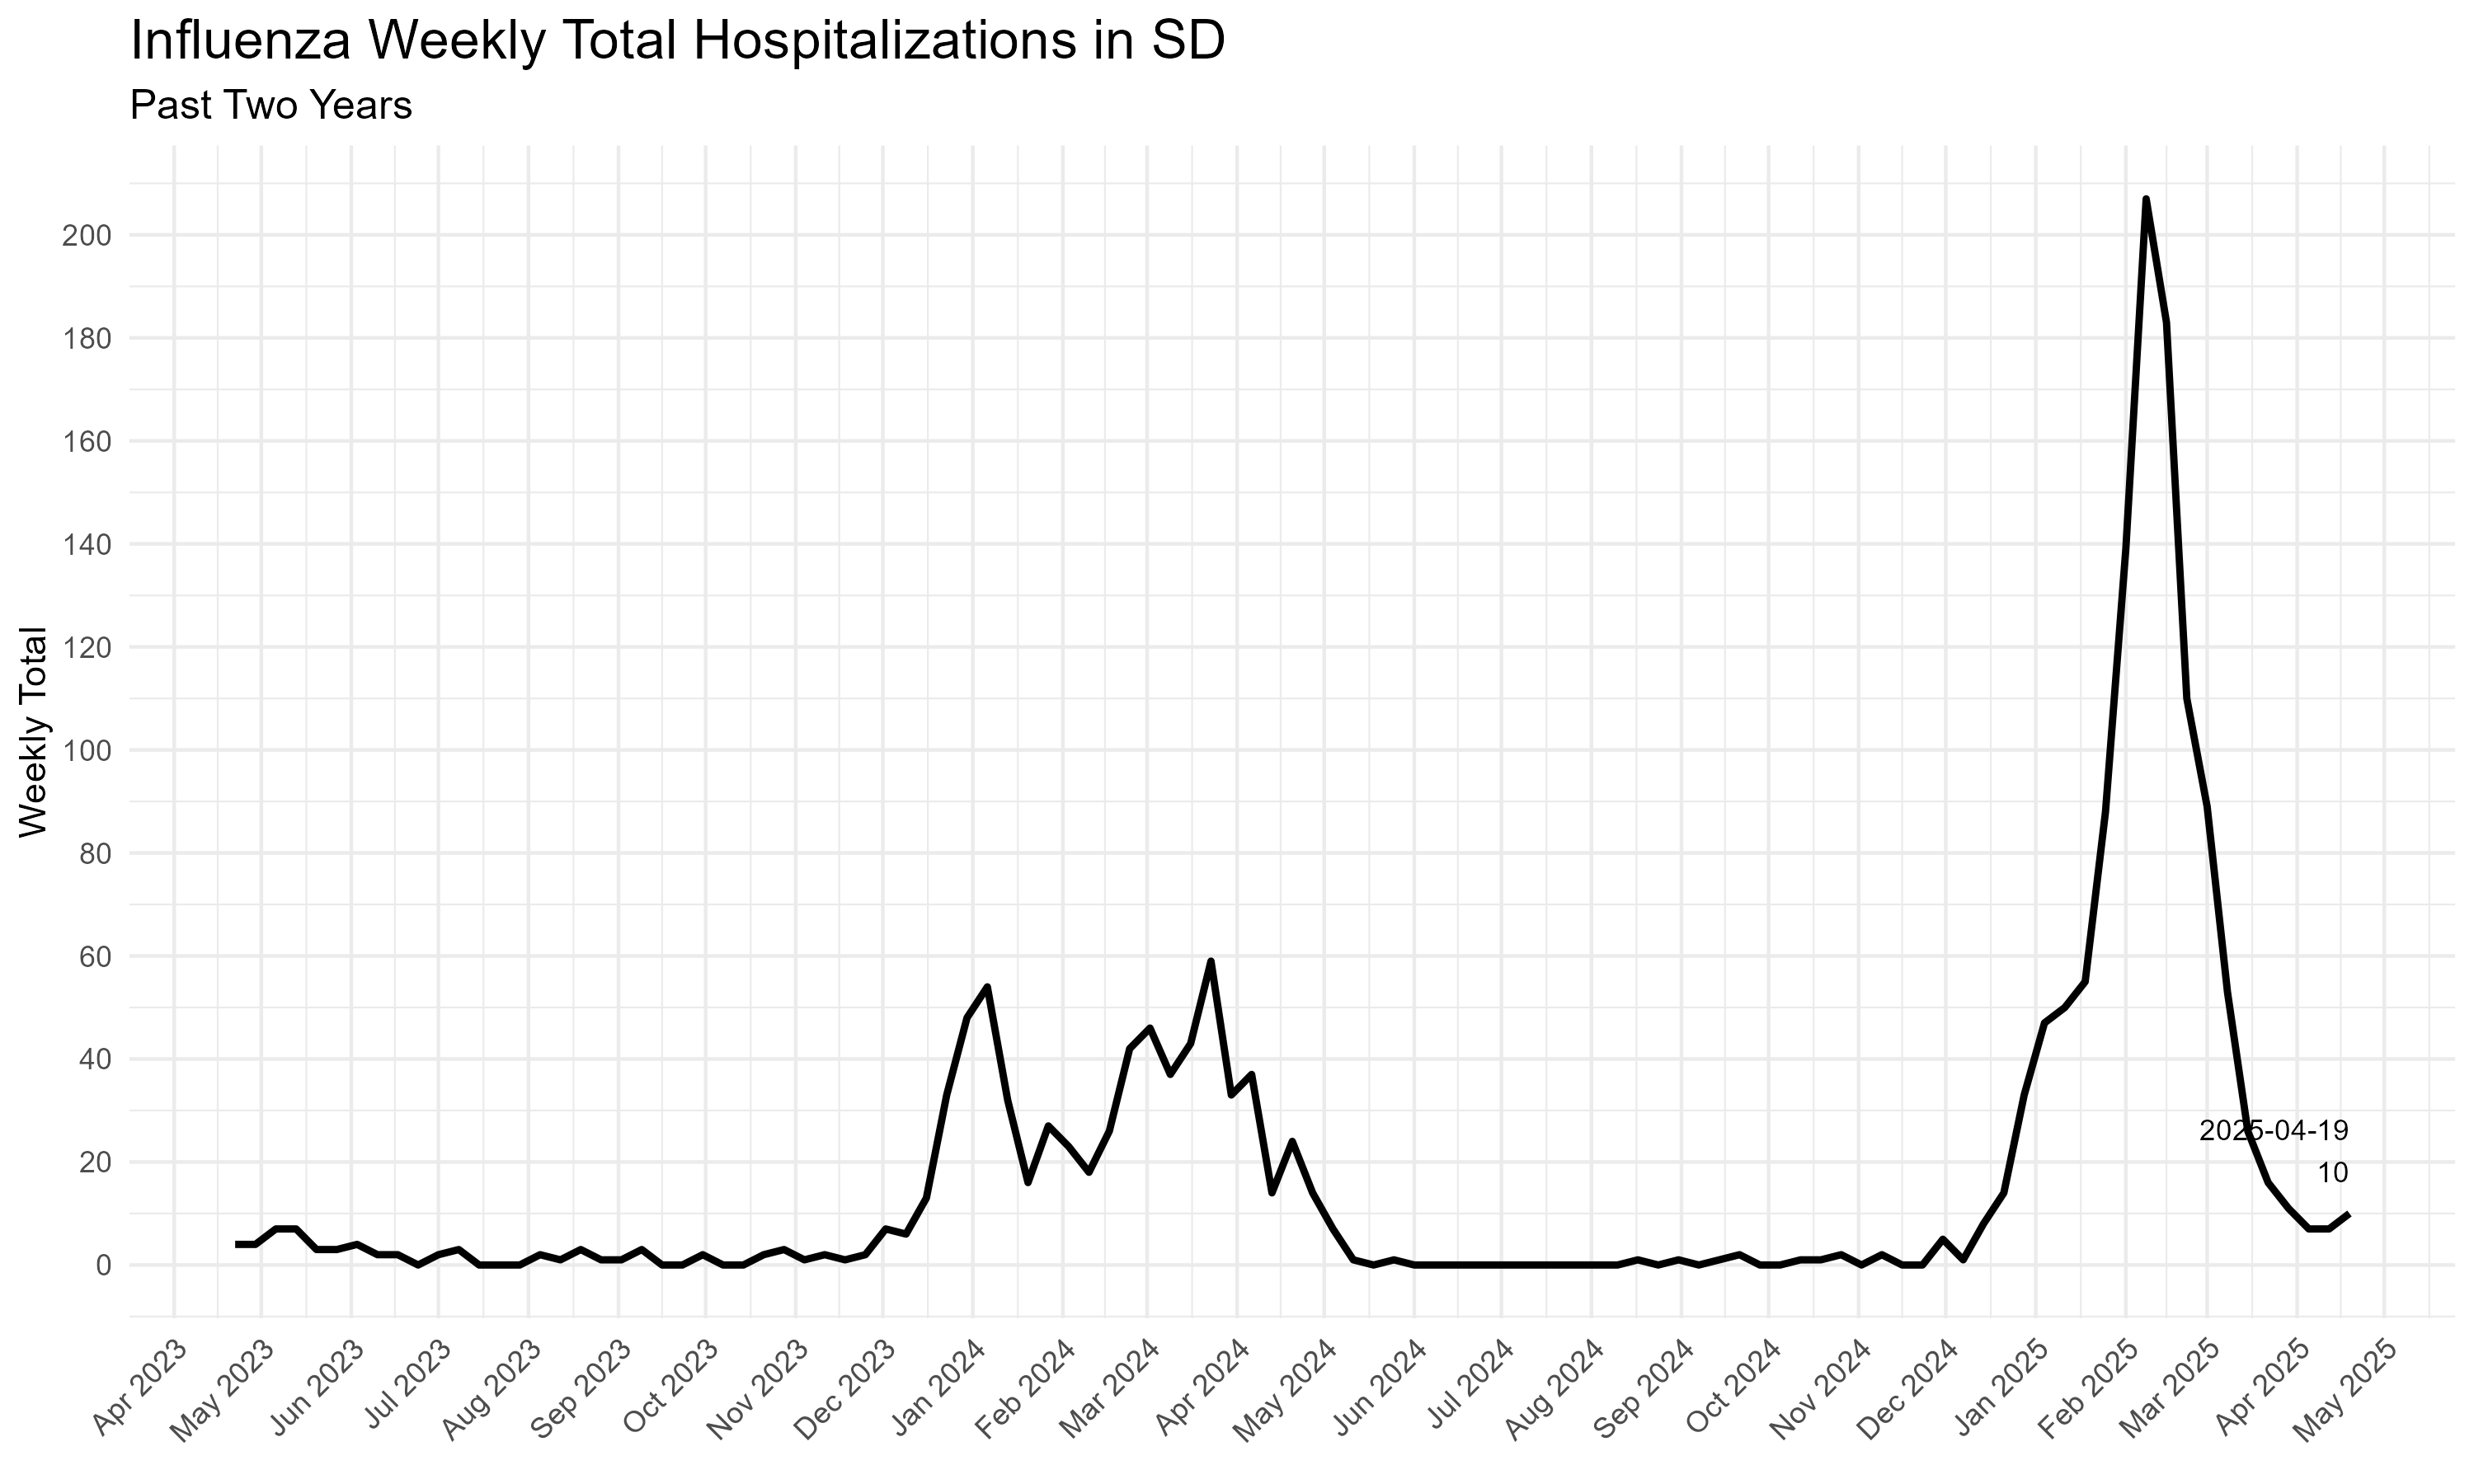 Influenza Weekly Total Hospitalizations in SD
Past Two Years
Weekly Total
200
180
160
140
120
100
80
60
40
20
0
2025-04-19
10
Apr 2023
May 2023
Jun 2023
Jul 2023
Aug 2023
Sep 2023
Oct 2023
Nov 2023
Dec 2023
Jan 2024
Feb 2024
Mar 2024
Apr 2024
May 2024
Jun 2024
Jul 2024
Aug 2024
Sep 2024
Oct 2024
Nov 2024
Dec 2024
Jan 2025
Feb 2025
Mar 2025
Apr 2025
May 2025